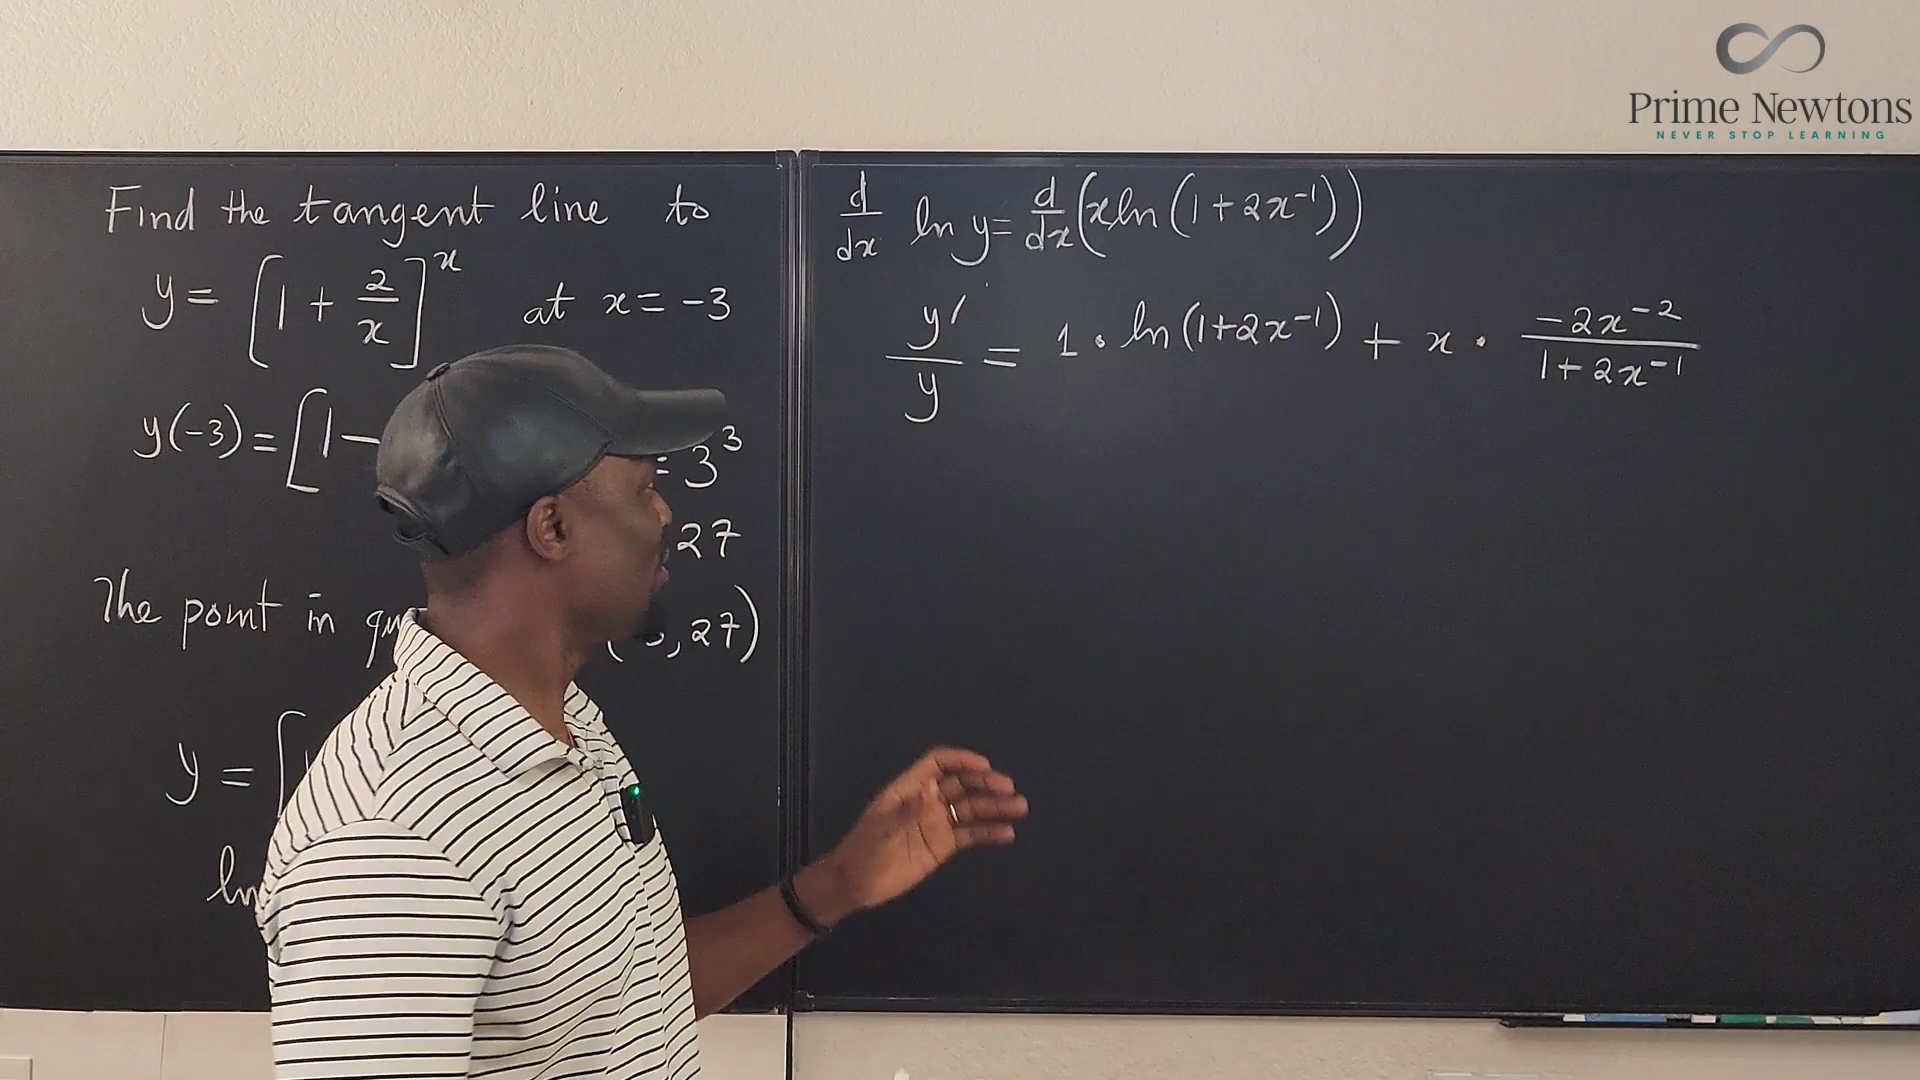 Prime Newtons
NEVER STOP LEARNING
Find the tangent line to
y = [1 + 2/x]^x at x = -3
y(-3) = [1- = 3^3
27
The point in , 27)
y = [
ln
d/dx ln y = d/dx (x ln (1 + 2x^-1))
y'/y = 1 • ln (1+2x^-1) + x • -2x^-2/1+2x^-1